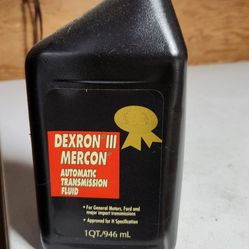 DEXRON III
MERCON
AUTOMATIC
TRANSMISSION
FLUID
• For General Motors, Ford and
major import transmissions
• Approved for H Specification
1QT./946 mL